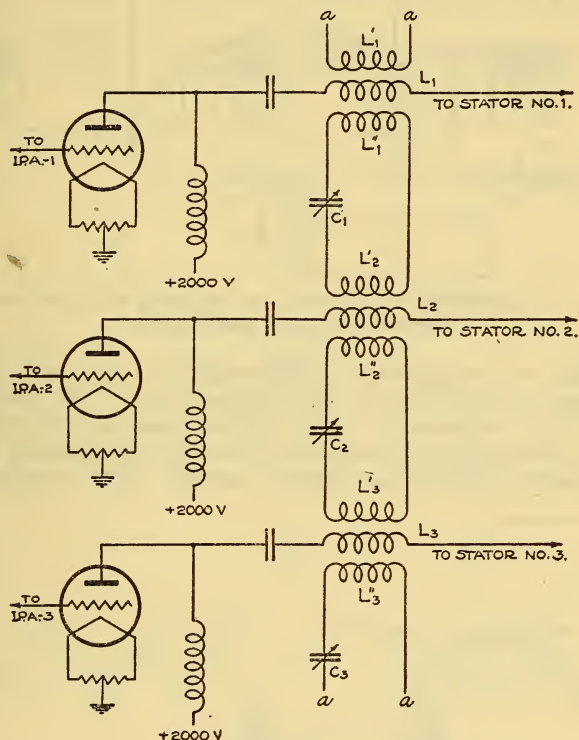 a a
L'₁
L₁
TO STATOR NO.1.
TO
I.P.A.-1
L"₁
C₁
+2000 V
L'₂
L₂
TO STATOR NO.2.
TO
I.P.A.-2
L"₂
C₂
+2000 V
L'₃
L₃
TO STATOR NO.3.
TO
I.P.A.-3
L"₃
C₃
a a
+2000 V